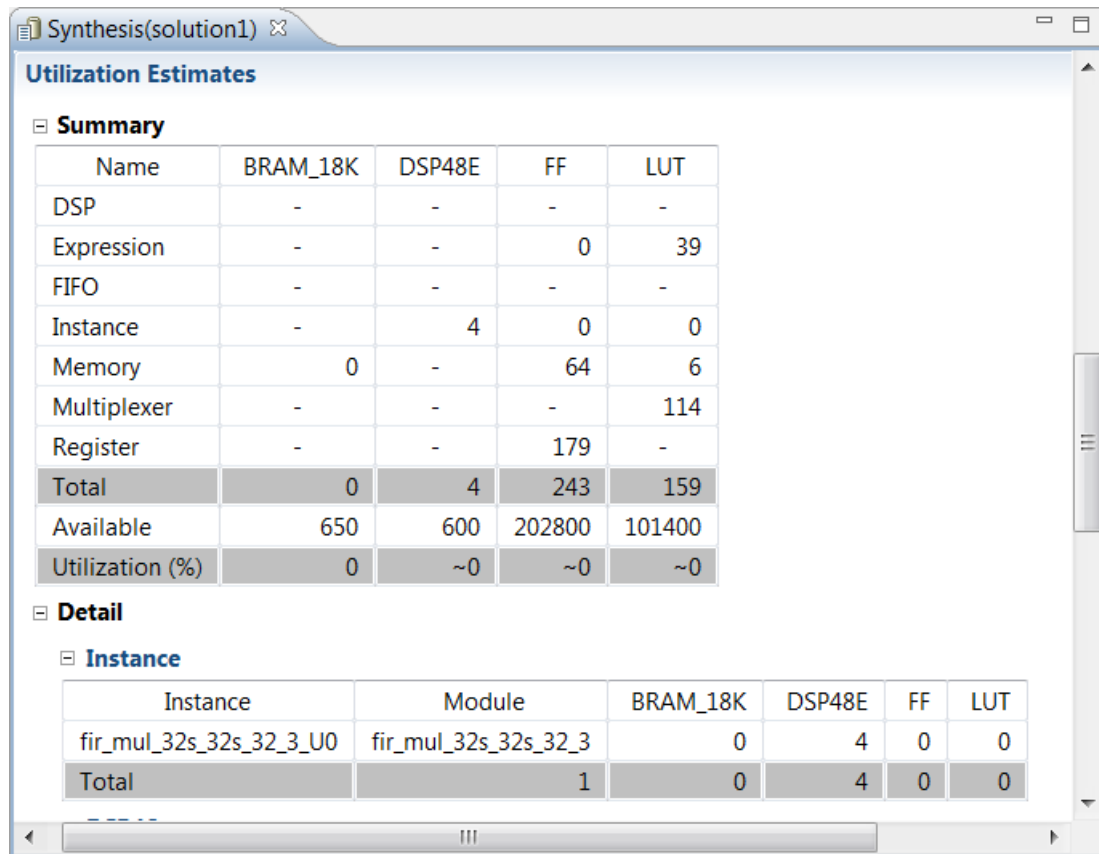 Synthesis(solution1)
Utilization Estimates
Summary
Name BRAM_18K DSP48E FF LUT
DSP - - - -
Expression - - 0 39
FIFO - - - -
Instance - 4 0 0
Memory 0 - 64 6
Multiplexer - - - 114
Register - - 179 -
Total 0 4 243 159
Available 650 600 202800 101400
Utilization (%) 0 ~0 ~0 ~0
Detail
Instance
Instance Module BRAM_18K DSP48E FF LUT
fir_mul_32s_32s_32_3_U0 fir_mul_32s_32s_32_3 0 4 0 0
Total 1 0 4 0 0